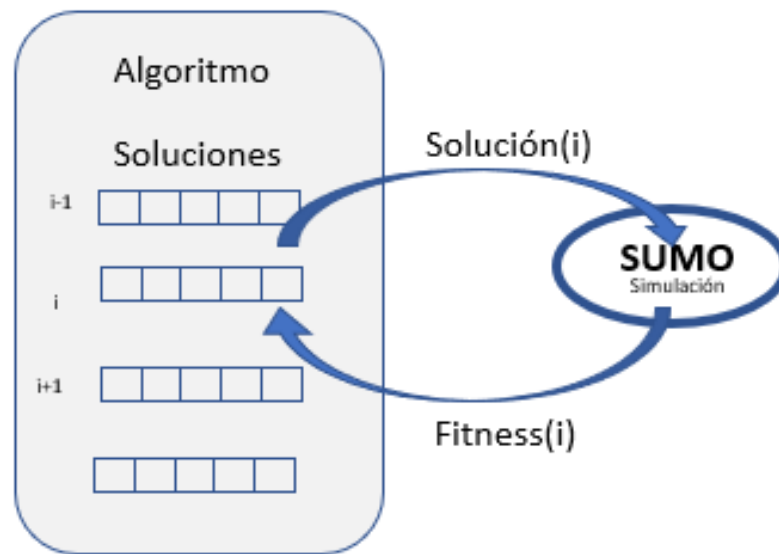 Algoritmo
Soluciones
i-1
i
i+1
Solución(i)
SUMO
Simulación
Fitness(i)